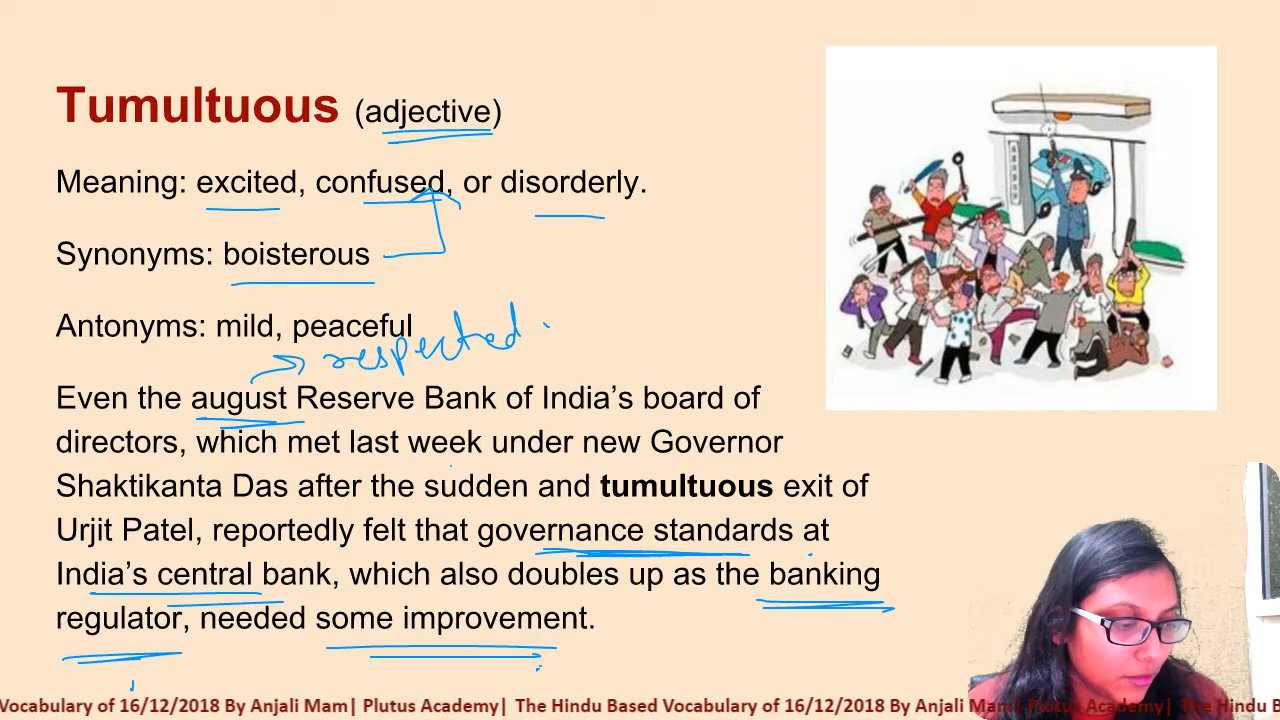 Tumultuous (adjective)
Meaning: excited, confused, or disorderly.
Synonyms: boisterous
Antonyms: mild, peaceful
respected
Even the august Reserve Bank of India’s board of
directors, which met last week under new Governor
Shaktikanta Das after the sudden and tumultuous exit of
Urjit Patel, reportedly felt that governance standards at
India’s central bank, which also doubles up as the banking
regulator, needed some improvement.
Vocabulary of 16/12/2018 By Anjali Mam| Plutus Academy| The Hindu Based Vocabulary of 16/12/2018 By Anjali Mam| Plutus Academy| The Hindu B